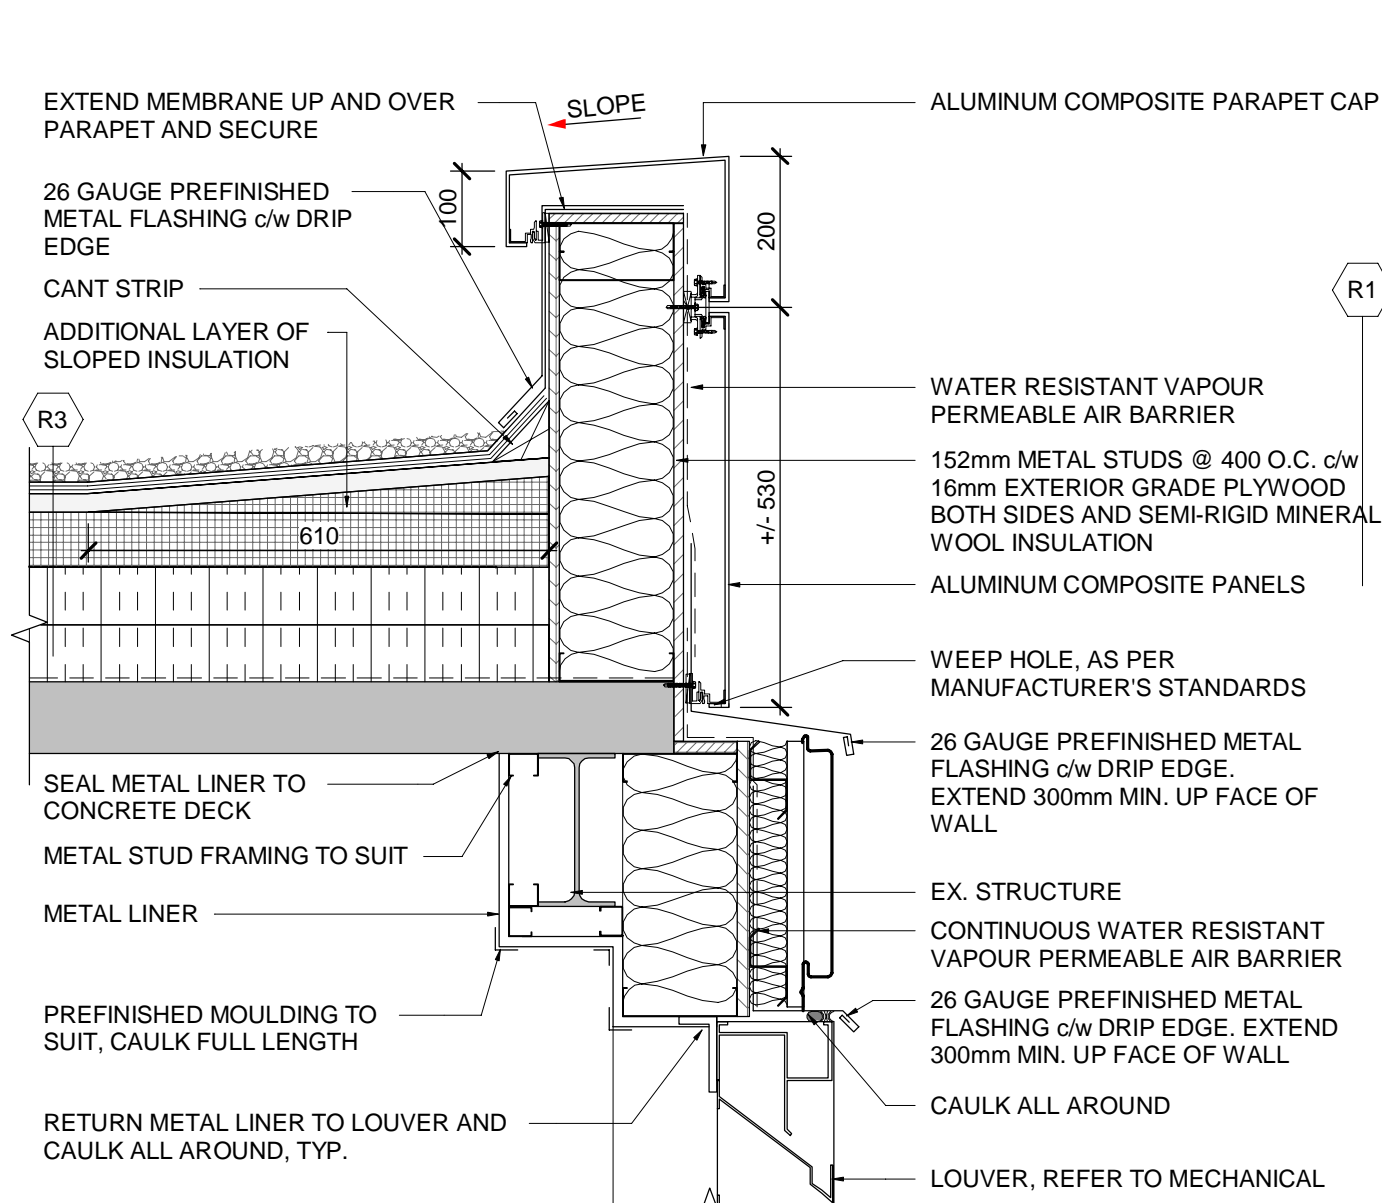 EXTEND MEMBRANE UP AND OVER
PARAPET AND SECURE
SLOPE
ALUMINUM COMPOSITE PARAPET CAP
26 GAUGE PREFINISHED
METAL FLASHING c/w DRIP
EDGE
100
200
CANT STRIP
R1
ADDITIONAL LAYER OF
SLOPED INSULATION
WATER RESISTANT VAPOUR
PERMEABLE AIR BARRIER
R3
152mm METAL STUDS @ 400 O.C. c/w
16mm EXTERIOR GRADE PLYWOOD
BOTH SIDES AND SEMI-RIGID MINERAL
WOOL INSULATION
+/- 530
610
ALUMINUM COMPOSITE PANELS
WEEP HOLE, AS PER
MANUFACTURER'S STANDARDS
26 GAUGE PREFINISHED METAL
FLASHING c/w DRIP EDGE.
EXTEND 300mm MIN. UP FACE OF
WALL
SEAL METAL LINER TO
CONCRETE DECK
METAL STUD FRAMING TO SUIT
EX. STRUCTURE
METAL LINER
CONTINUOUS WATER RESISTANT
VAPOUR PERMEABLE AIR BARRIER
PREFINISHED MOULDING TO
SUIT, CAULK FULL LENGTH
26 GAUGE PREFINISHED METAL
FLASHING c/w DRIP EDGE. EXTEND
300mm MIN. UP FACE OF WALL
CAULK ALL AROUND
RETURN METAL LINER TO LOUVER AND
CAULK ALL AROUND, TYP.
LOUVER, REFER TO MECHANICAL